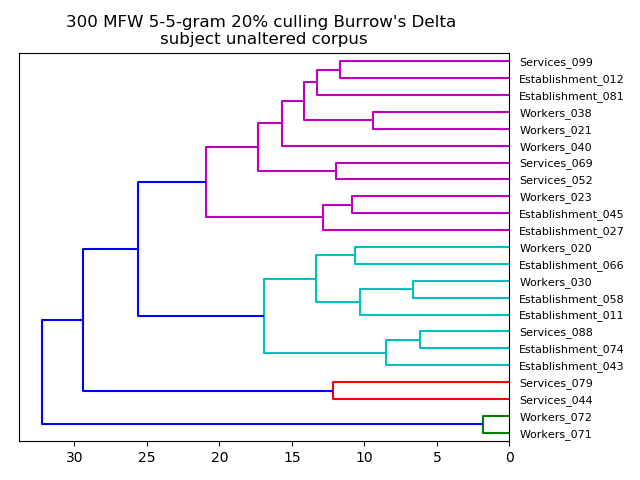 300 MFW 5-5-gram 20% culling Burrow's Delta
subject unaltered corpus
Services_099
Establishment_012
Establishment_081
Workers_038
Workers_021
Workers_040
Services_069
Services_052
Workers_023
Establishment_045
Establishment_027
Workers_020
Establishment_066
Workers_030
Establishment_058
Establishment_011
Services_088
Establishment_074
Establishment_043
Services_079
Services_044
Workers_072
Workers_071
30 25 20 15 10 5 0